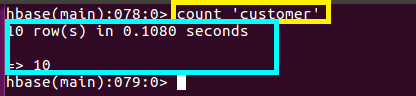 hbase(main):078:0> count 'customer'
10 row(s) in 0.1080 seconds
=> 10
hbase(main):079:0>